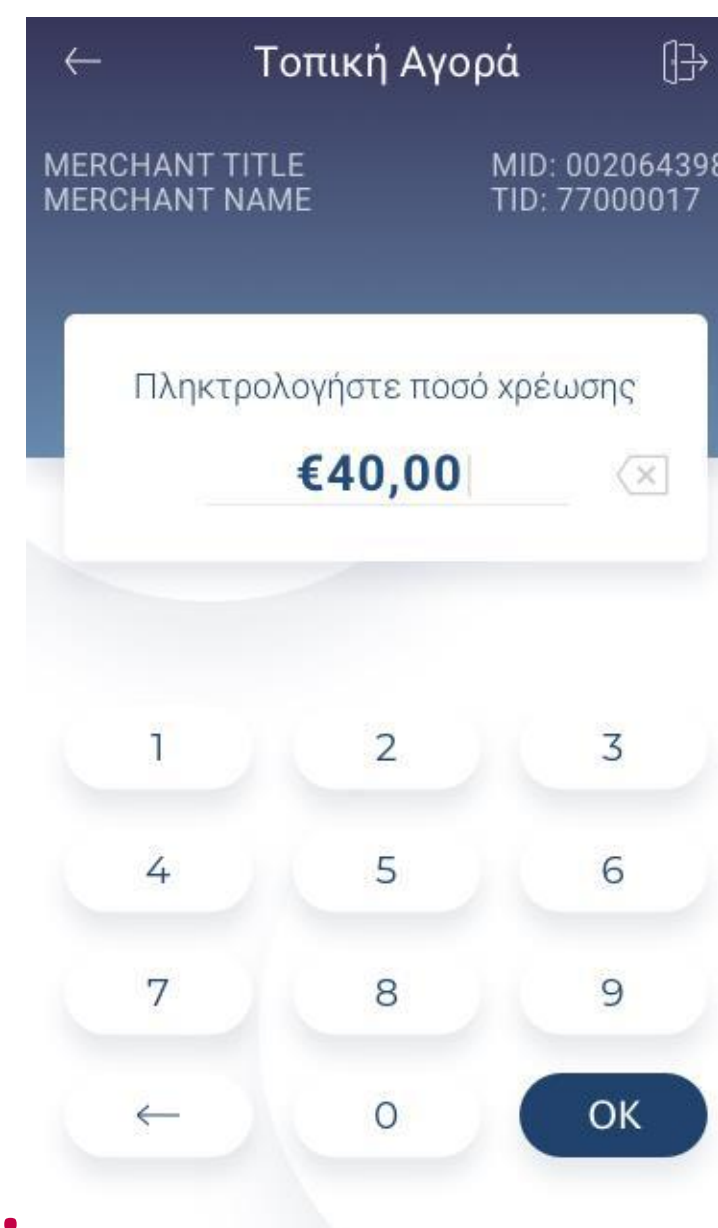 Τοπική Αγορά
MERCHANT TITLE MID: 002064398
MERCHANT NAME TID: 77000017
Πληκτρολογήστε ποσό χρέωσης
€40,00
1 2 3
4 5 6
7 8 9
0 OK